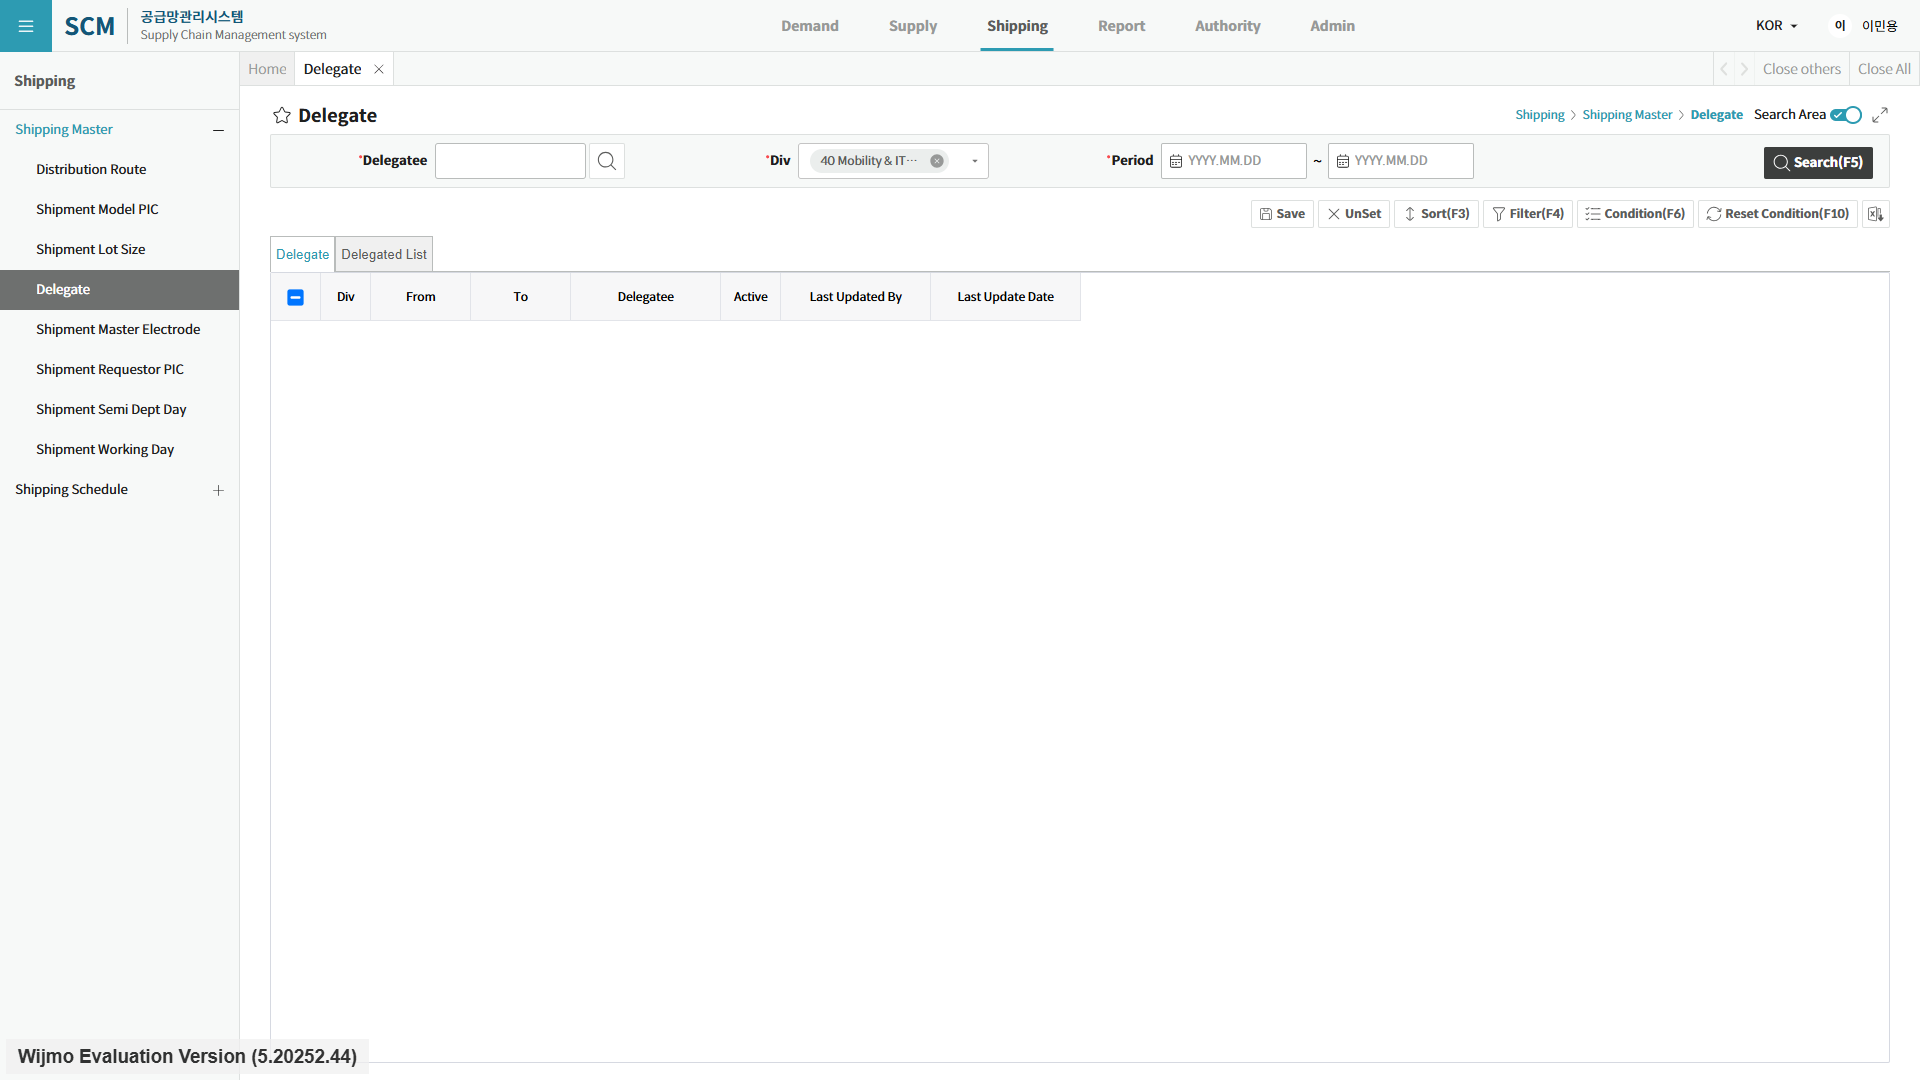 SCM
공급망관리시스템
Supply Chain Management system
Demand
Supply
Shipping
Report
Authority
Admin
KOR
이
이민용
Shipping
Home
Delegate
Close others
Close All
Shipping Master
Distribution Route
Shipment Model PIC
Shipment Lot Size
Delegate
Shipment Master Electrode
Shipment Requestor PIC
Shipment Semi Dept Day
Shipment Working Day
Shipping Schedule
Delegate
Shipping > Shipping Master > Delegate
Search Area
*Delegatee
*Div
40 Mobility & IT···
*Period
YYYY.MM.DD
~
YYYY.MM.DD
Search(F5)
Save
UnSet
Sort(F3)
Filter(F4)
Condition(F6)
Reset Condition(F10)
Delegate
Delegated List
Div
From
To
Delegatee
Active
Last Updated By
Last Update Date
Wijmo Evaluation Version (5.20252.44)